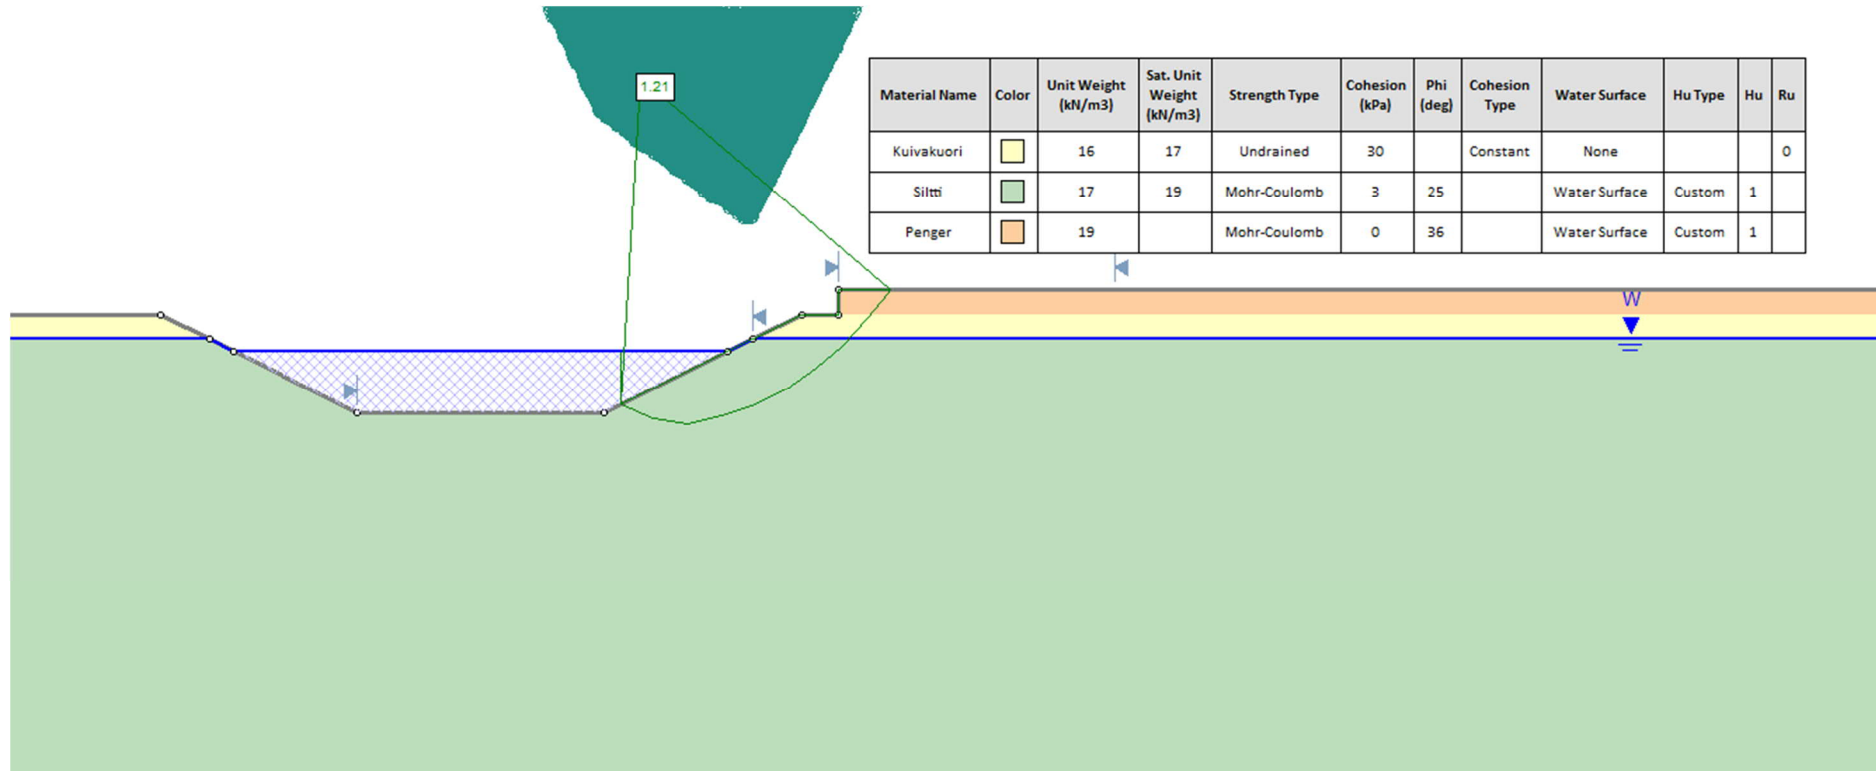 1.21
Material Name Color Unit Weight (kN/m3) Sat. Unit Weight (kN/m3) Strength Type Cohesion (kPa) Phi (deg) Cohesion Type Water Surface Hu Type Hu Ru
Kuivakuori 16 17 Undrained 30 Constant None 0
Siltti 17 19 Mohr-Coulomb 3 25 Water Surface Custom 1
Penger 19 Mohr-Coulomb 0 36 Water Surface Custom 1
W